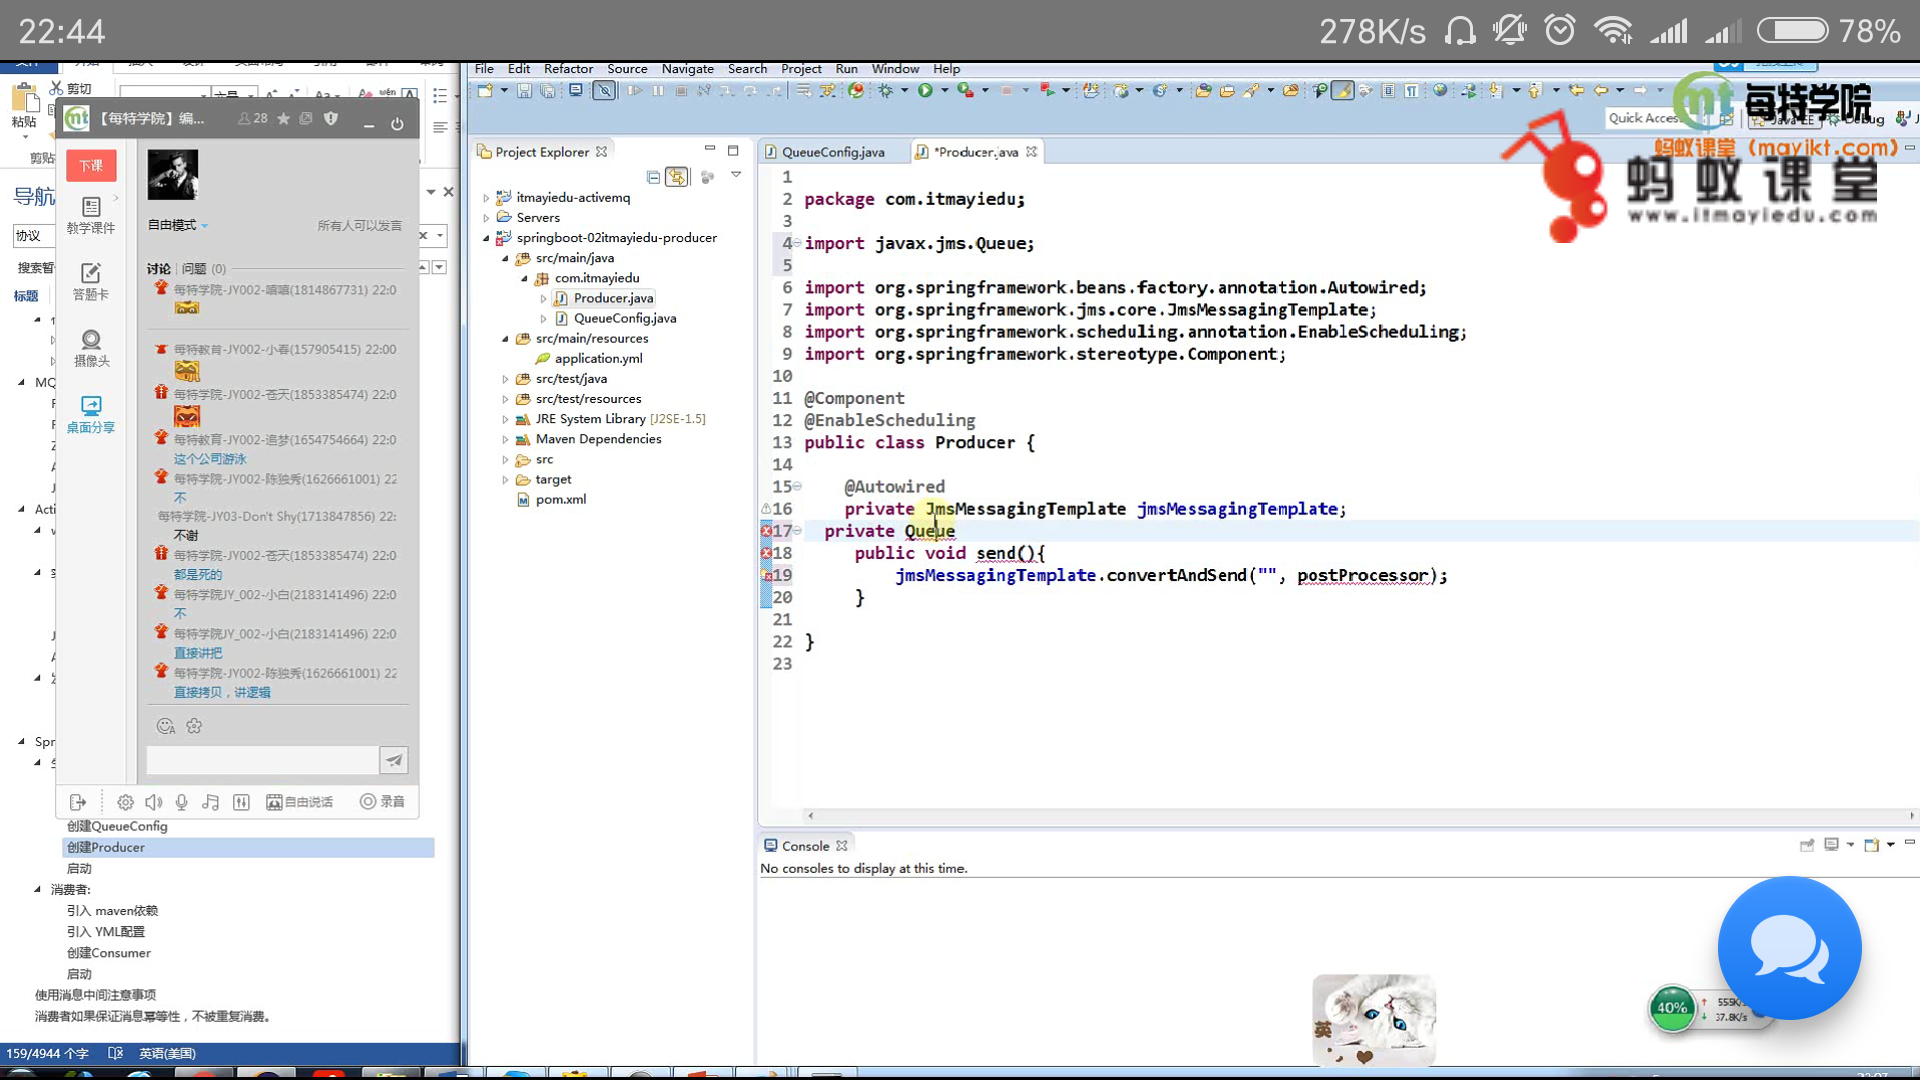 22:44
278K/s
78%
剪切
粘贴
【每特学院】编...
28
下课
教学课件
答题卡
摄像头
桌面分享
自由模式
所有人可以发言
讨论 | 问题 (0)
每特学院-JY002-嘻嘻(1814867731) 22:0
每特教育-JY002-小春(157905415) 22:00
每特学院-JY002-苍天(1853385474) 22:0
每特教育-JY002-追梦(1654754664) 22:0
这个公司游泳
每特学院-JY002-陈独秀(1626661001) 22
不
每特学院-JY03-Don't Shy(1713847856) 22:
不谢
每特学院-JY002-苍天(1853385474) 22:0
都是死的
每特学院-JY_002-小白(2183141496) 22:0
不
每特学院JY_002-小白(2183141496) 22:0
直接讲把
每特学院-JY002-陈独秀(1626661001) 22
直接拷贝，讲逻辑
自由说话
录音
导航
协议
标题
MQ
Acti
Spr
创建QueueConfig
创建Producer
启动
消费者:
引入 maven依赖
引入 YML配置
创建Consumer
启动
使用消息中间注意事项
消费者如果保证消息幂等性，不被重复消费。
159/4944 个字
英语(美国)
File Edit Refactor Source Navigate Search Project Run Window Help
Quick Access
Java EE
Debug
每特学院
蚂蚁课堂（mayikt.com）
蚂蚁课堂
www.itmayiedu.com
Project Explorer
itmayiedu-activemq
Servers
springboot-02itmayiedu-producer
src/main/java
com.itmayiedu
Producer.java
QueueConfig.java
src/main/resources
application.yml
src/test/java
src/test/resources
JRE System Library [J2SE-1.5]
Maven Dependencies
src
target
pom.xml
QueueConfig.java
*Producer.java
1
2 package com.itmayiedu;
3
4 import javax.jms.Queue;
5
6 import org.springframework.beans.factory.annotation.Autowired;
7 import org.springframework.jms.core.JmsMessagingTemplate;
8 import org.springframework.scheduling.annotation.EnableScheduling;
9 import org.springframework.stereotype.Component;
10
11 @Component
12 @EnableScheduling
13 public class Producer {
14
15 @Autowired
16 private JmsMessagingTemplate jmsMessagingTemplate;
17 private Queue
18 public void send(){
19 jmsMessagingTemplate.convertAndSend("", postProcessor);
20 }
21
22 }
23
Console
No consoles to display at this time.
英
40%
37.8K/s